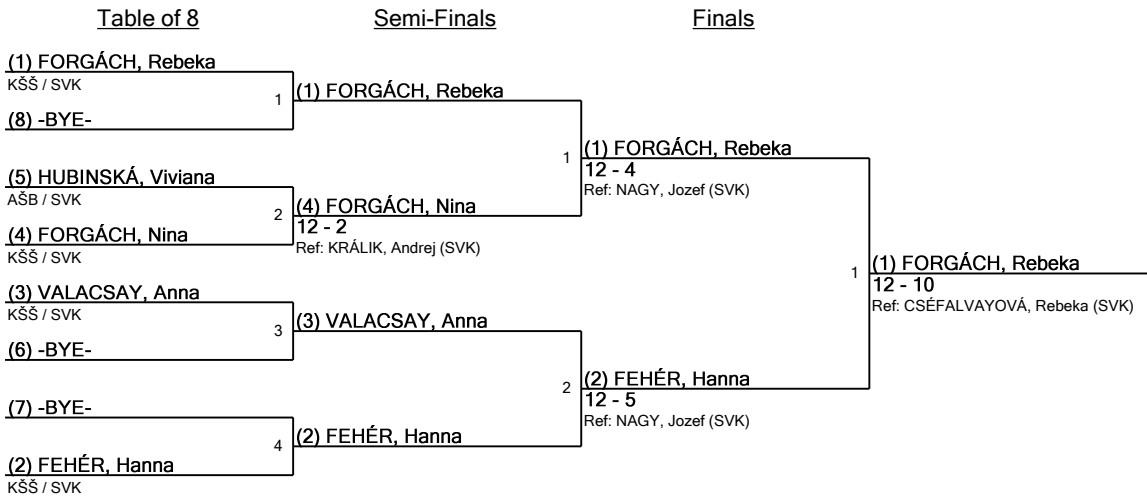 Table of 8
Semi-Finals
Finals
(1) FORGÁCH, Rebeka
KŠŠ / SVK
1
(1) FORGÁCH, Rebeka
(8) -BYE-
1
(1) FORGÁCH, Rebeka
12 - 4
Ref: NAGY, Jozef (SVK)
(5) HUBINSKÁ, Viviana
AŠB / SVK
2
(4) FORGÁCH, Nina
12 - 2
Ref: KRÁLIK, Andrej (SVK)
(4) FORGÁCH, Nina
KŠŠ / SVK
1
(1) FORGÁCH, Rebeka
12 - 10
Ref: CSÉFALVAYOVÁ, Rebeka (SVK)
(3) VALACSAY, Anna
KŠŠ / SVK
3
(3) VALACSAY, Anna
(6) -BYE-
2
(2) FEHÉR, Hanna
12 - 5
Ref: NAGY, Jozef (SVK)
(7) -BYE-
4
(2) FEHÉR, Hanna
(2) FEHÉR, Hanna
KŠŠ / SVK